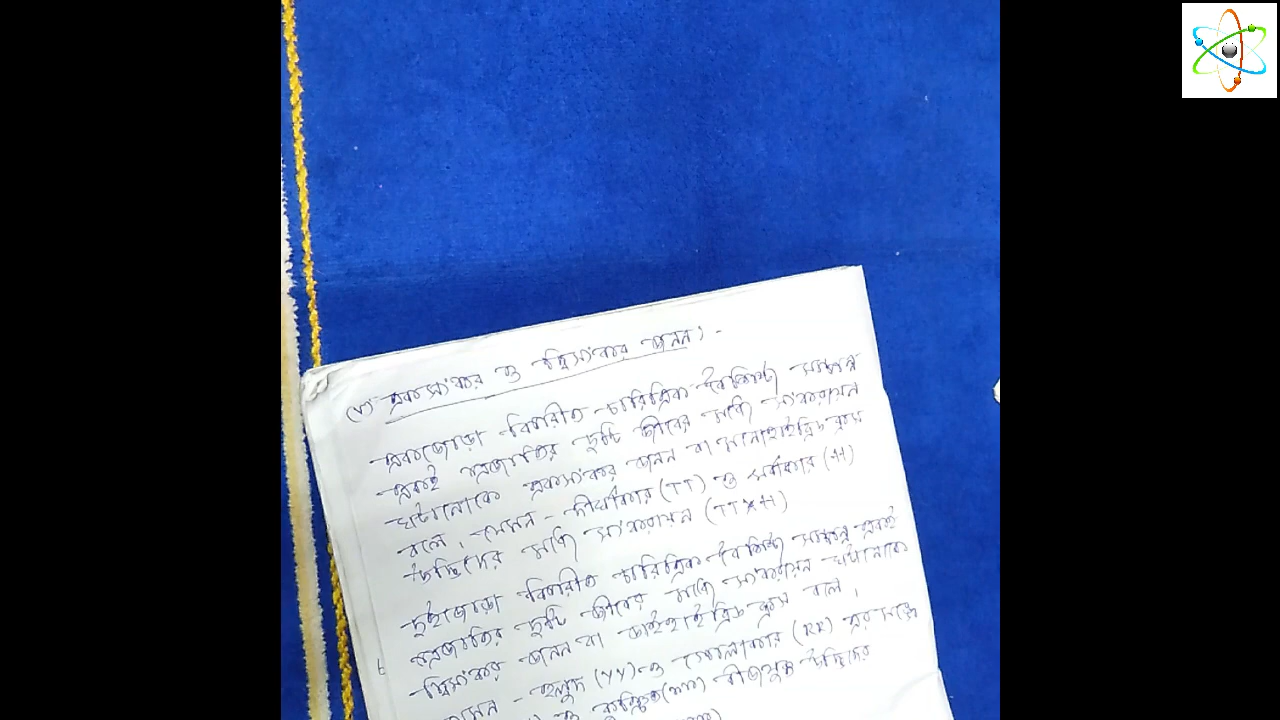 (v) একসংকর ও দ্বিসংকর জনন) -
একজোড়া বিপরীত চারিত্রিক বৈশিষ্ট্য সম্পন্ন
একই প্রজাতির দুটি জীবের মধ্যে সংকরায়ন
ঘটানোকে একসংকর জনন বা মনোহাইব্রিড ক্রস
বলে। যেমন - দীর্ঘাকার (TT) ও খর্বাকার (tt)
উদ্ভিদের মধ্যে সংকরায়ন (TT×tt)
দুইজোড়া বিপরীত চারিত্রিক বৈশিষ্ট্য সম্পন্ন একই
প্রজাতির দুটি জীবের মধ্যে সংকরায়ন ঘটানোকে
দ্বিসংকর জনন বা ডাইহাইব্রিড ক্রস বলে।
যেমন - হলুদ (YY) ও গোলাকার (RR) এর সঙ্গে
ও কুঞ্চিত (rr) বীজযুক্ত উদ্ভিদের